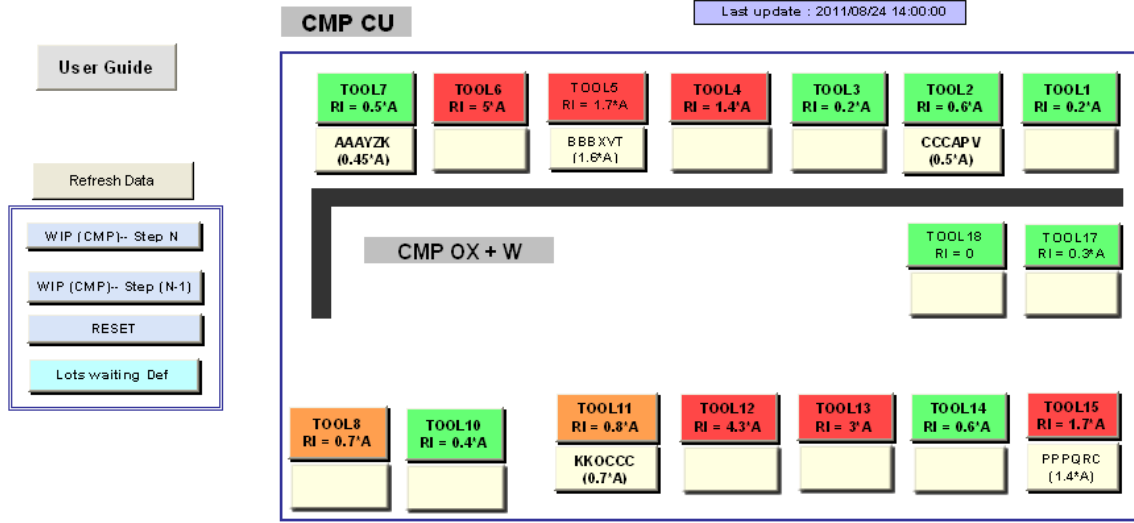 Last update : 2011/08/24 14:00:00
CMP CU
User Guide
TOOL7
RI = 0.5*A
TOOL6
RI = 5*A
TOOL5
RI = 1.7*A
TOOL4
RI = 1.4*A
TOOL3
RI = 0.2*A
TOOL2
RI = 0.6*A
TOOL1
RI = 0.2*A
AAAYZK
(0.45*A)
BBBXVT
(1.6*A)
CCCAPV
(0.5*A)
Refresh Data
WIP (CMP)-- Step N
WIP (CMP)-- Step (N-1)
RESET
Lots waiting Def
CMP OX + W
TOOL18
RI = 0
TOOL17
RI = 0.3*A
TOOL8
RI = 0.7*A
TOOL10
RI = 0.4*A
TOOL11
RI = 0.8*A
TOOL12
RI = 4.3*A
TOOL13
RI = 3*A
TOOL14
RI = 0.6*A
TOOL15
RI = 1.7*A
KKOCCC
(0.7*A)
PPPQRC
(1.4*A)